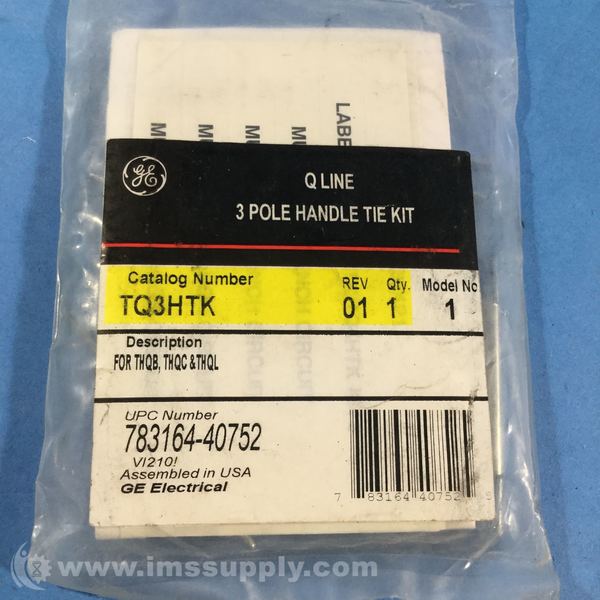 LABE
GE
Q LINE
3 POLE HANDLE TIE KIT
Catalog Number REV Qty. Model No
TQ3HTK 01 1 1
Description
FOR THQB, THQC & THQL
UPC Number
783164-40752
VI210!
Assembled in USA
GE Electrical
7 83164 40752
www.imssupply.com